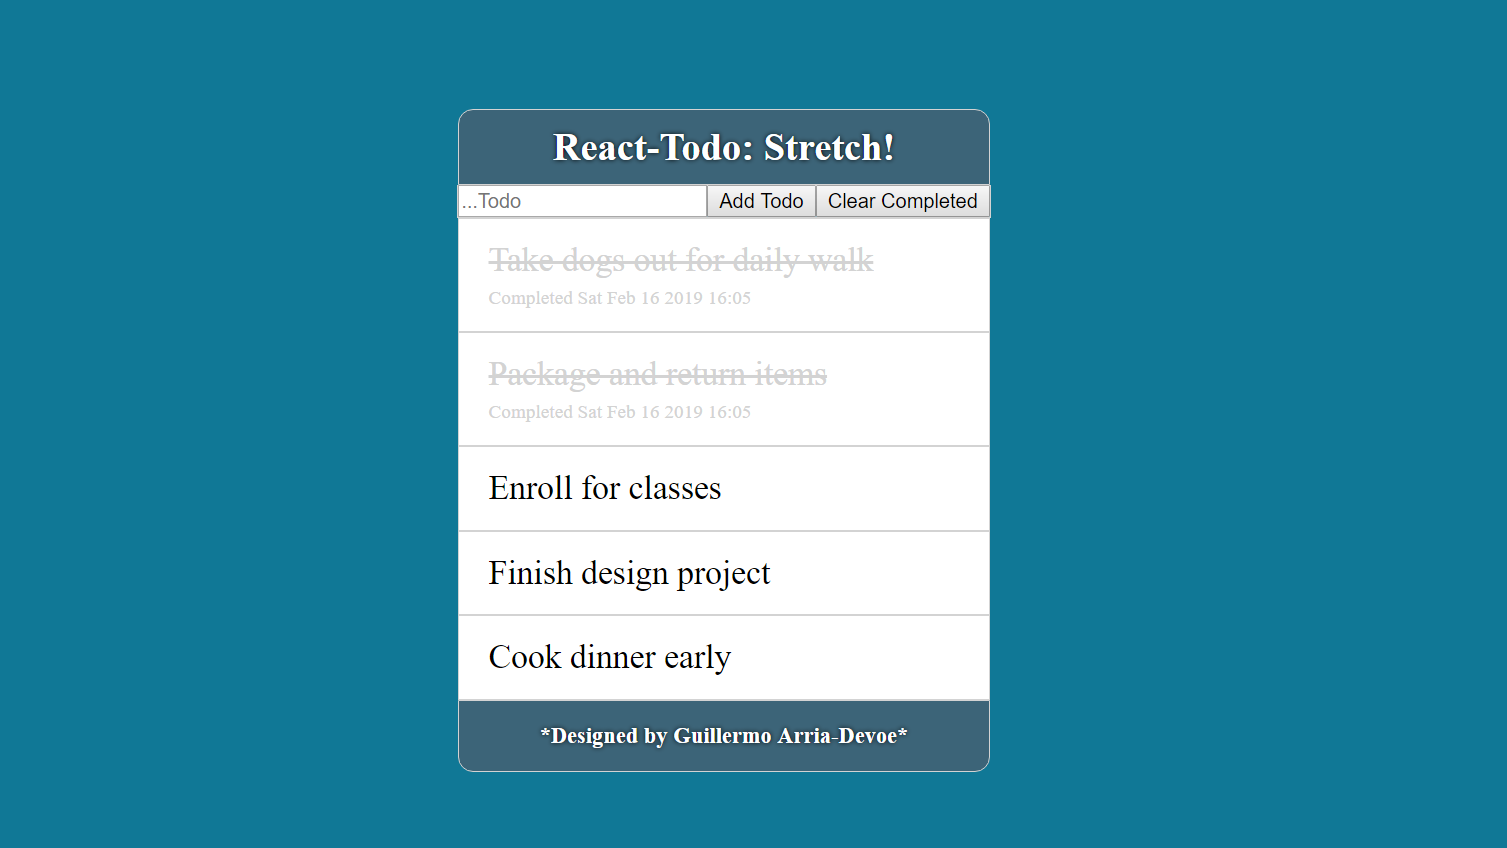 React-Todo: Stretch!
...Todo Add Todo Clear Completed
Take dogs out for daily walk
Completed Sat Feb 16 2019 16:05
Package and return items
Completed Sat Feb 16 2019 16:05
Enroll for classes
Finish design project
Cook dinner early
*Designed by Guillermo Arria-Devoe*